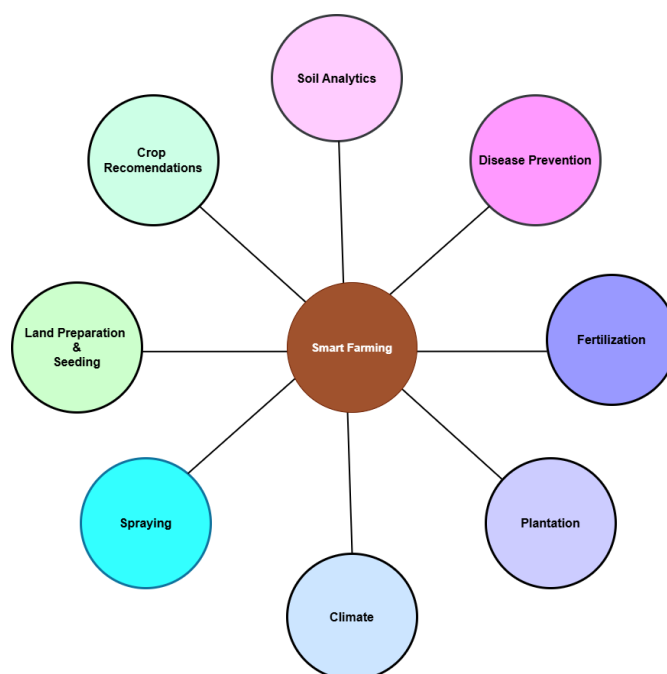 Soil Analytics
Crop
Recomendations
Disease Prevention
Land Preparation
&
Seeding
Smart Farming
Fertilization
Spraying
Plantation
Climate